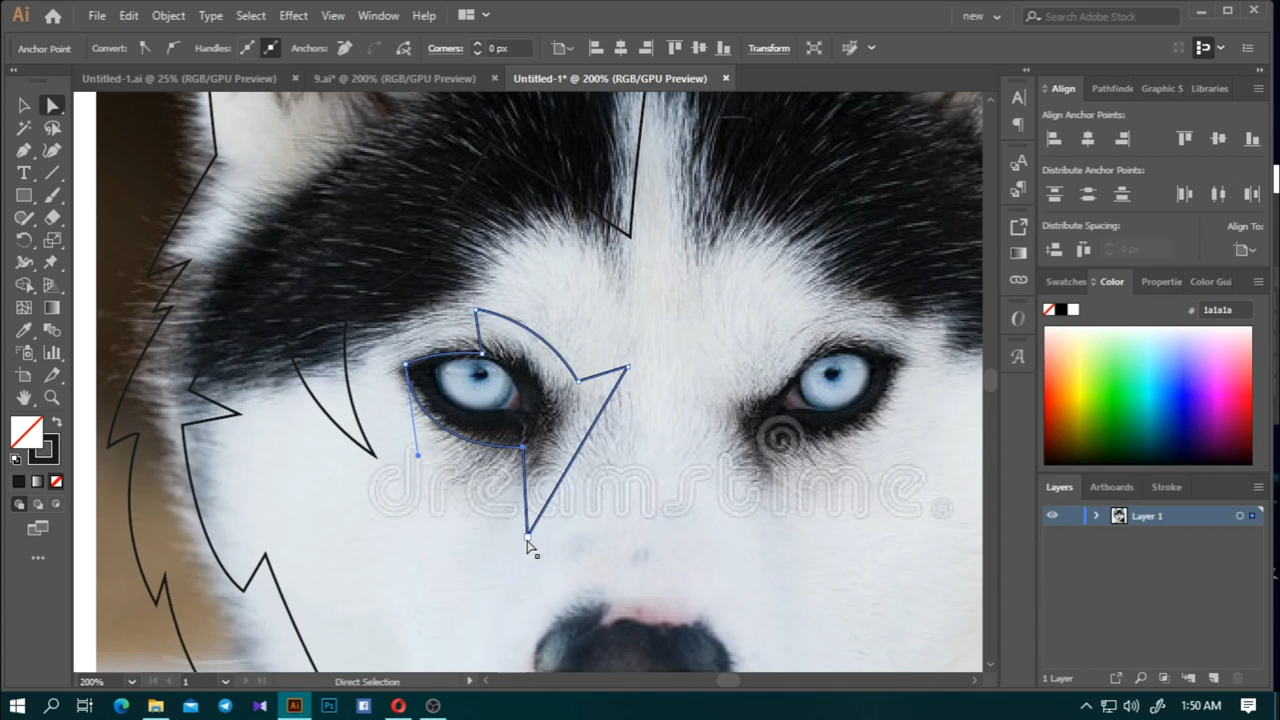 Ai File Edit Object Type Select Effect View Window Help new Search Adobe Stock
Anchor Point Convert: Handles: Anchors: Corners: 0 px Transform
Untitled-1.ai @ 25% (RGB/GPU Preview) × 9.ai* @ 200% (RGB/GPU Preview) × Untitled-1* @ 200% (RGB/GPU Preview) ×
Align Pathfinde Graphic S Libraries
Align Anchor Points:
Distribute Anchor Points:
Distribute Spacing: Align To:
0 px
Swatches Color Propertie Color Gui
# 1a1a1a
dreamstime
Layers Artboards Stroke
Layer 1
1 Layer
200% 1 Direct Selection
1:50 AM